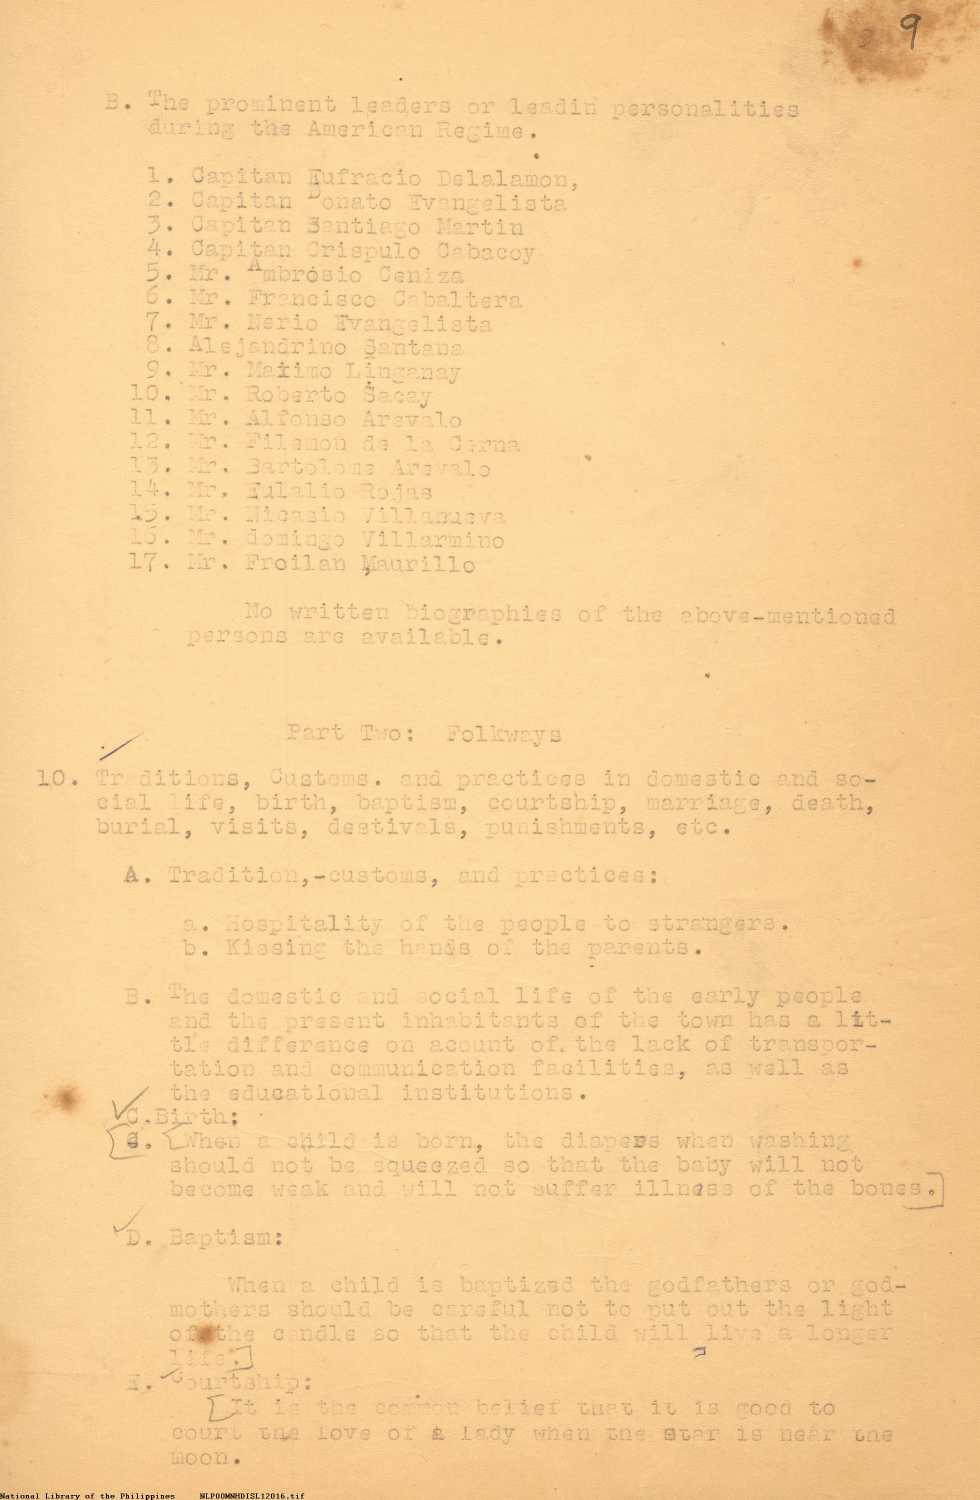 9
B. The prominent leaders or leadin personalities
during the American Regime.
1. Capitan Eufracio Delalamon,
2. Capitan Donato Evangelista
3. Capitan Santiago Martin
4. Capitan Crispulo Cabacoy
5. Mr. Ambrosio Ceniza
6. Mr. Francisco Cabaltera
7. Mr. Nerio Evangelista
8. Alejandrino Santana
9. Mr. Maximo Linganay
10. Mr. Roberto Sacay
11. Mr. Alfonso Arevalo
12. Mr. Filemon de la Cerna
13. Mr. Bartolome Arevalo
14. Mr. Eulalio Rojas
15. Mr. Nicasio Villanueva
16. Mr. domingo Villarmino
17. Mr. Froilan Maurillo
No written biographies of the above-mentioned
persons are available.
Part Two: Folkways
10. Traditions, Customs. and practices in domestic and so-
cial life, birth, baptism, courtship, marriage, death,
burial, visits, destivals, punishments, etc.
A. Tradition,-customs, and practices:
a. Hospitality of the people to strangers.
b. Kissing the hands of the parents.
B. The domestic and social life of the early people
and the present inhabitants of the town has a lit-
tle difference on acount of the lack of transpor-
tation and communication facilities, as well as
the educational institutions.
C.Birth:
When a child is born, the diapers when washing
should not be squeezed so that the baby will not
become weak and will not suffer illness of the bones.
D. Baptism:
When a child is baptized the godfathers or god-
mothers should be careful not to put out the light
of the candle so that the child will live a longer
life.
E. Courtship:
It is the common belief that it is good to
court the love of a lady when the star is near the
moon.
National Library of the Philippines NLP00MNHDISL12016.tif